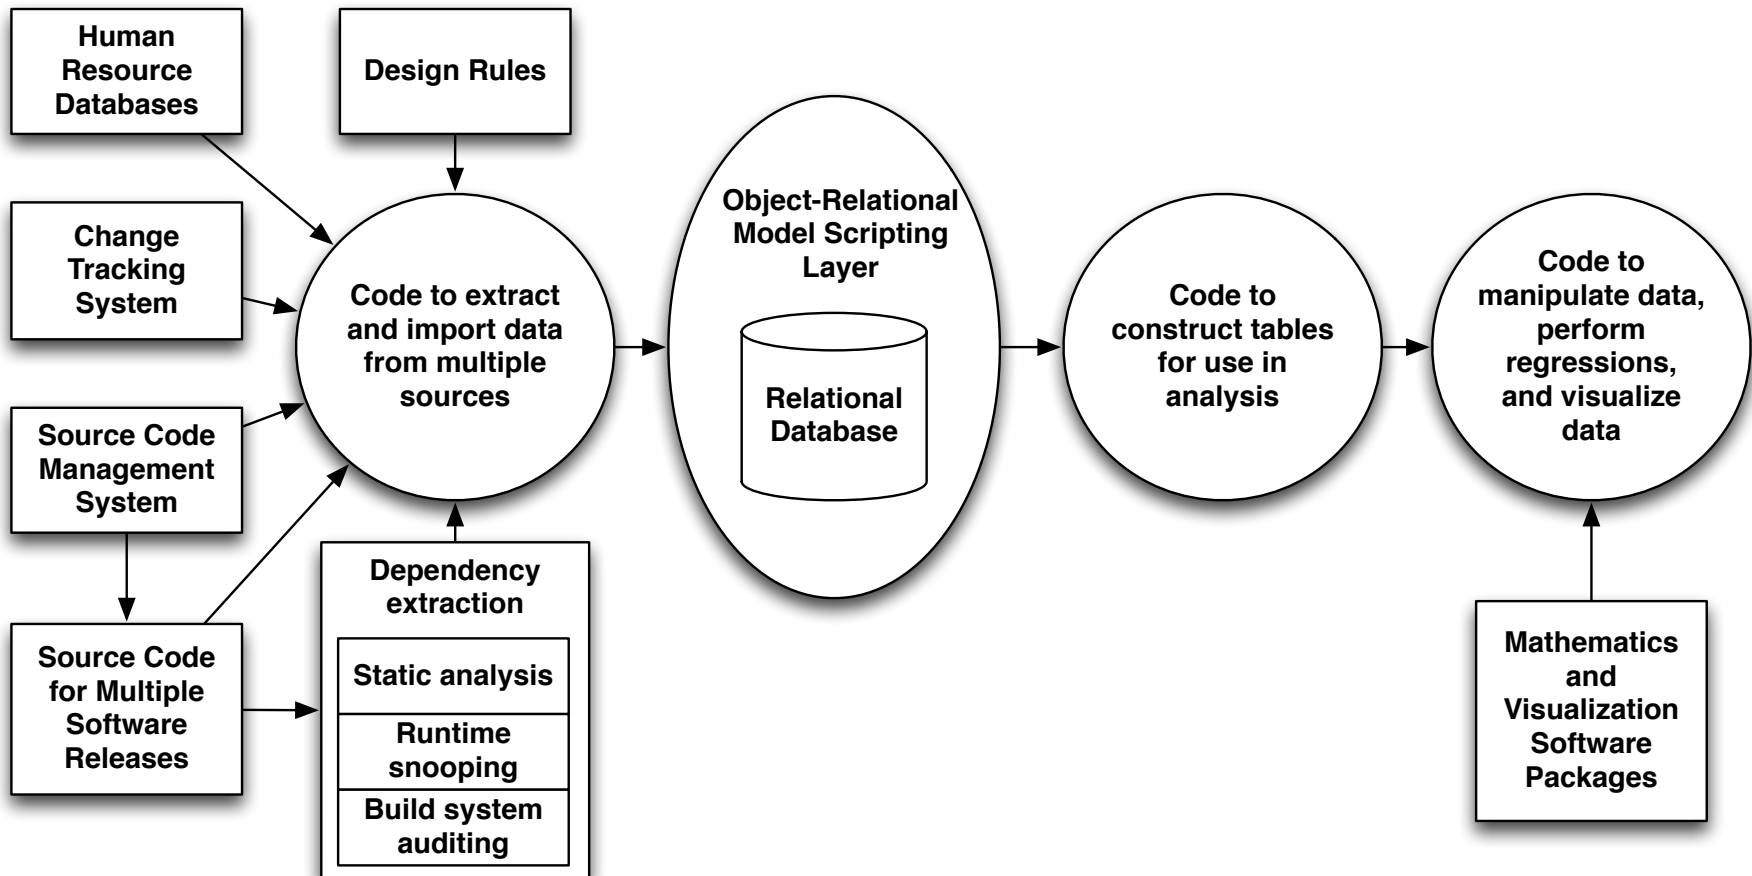 Human
Resource
Databases
Design Rules
Change
Tracking
System
Code to extract
and import data
from multiple
sources
Object-Relational
Model Scripting
Layer
Relational
Database
Code to
construct tables
for use in
analysis
Code to
manipulate data,
perform
regressions,
and visualize
data
Source Code
Management
System
Source Code
for Multiple
Software
Releases
Dependency
extraction
Static analysis
Runtime
snooping
Build system
auditing
Mathematics
and
Visualization
Software
Packages